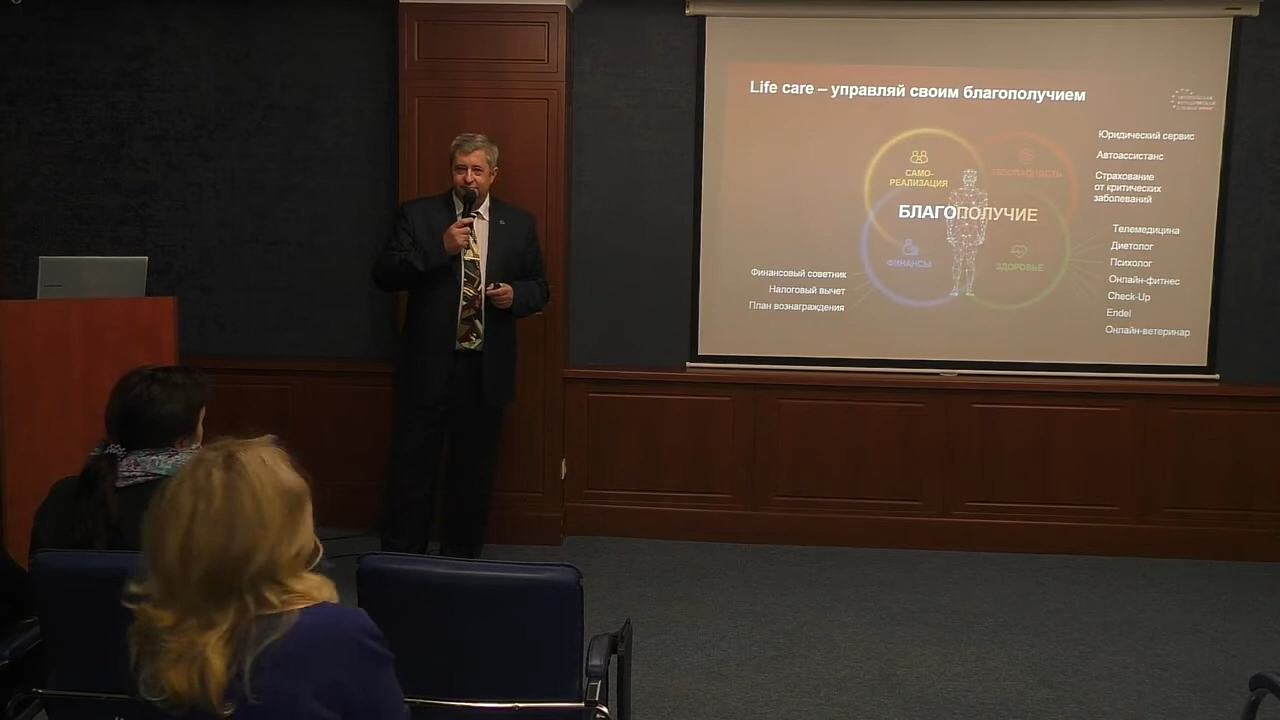 Life care – управляй своим благополучием
САМО-
РЕАЛИЗАЦИЯ
БЕЗОПАСНОСТЬ
БЛАГОПОЛУЧИЕ
ФИНАНСЫ
ЗДОРОВЬЕ
Финансовый советник
Налоговый вычет
План вознаграждения
Юридический сервис
Автоассистанс
Страхование
от критических
заболеваний
Телемедицина
Диетолог
Психолог
Онлайн-фитнес
Check-Up
Endel
Онлайн-ветеринар